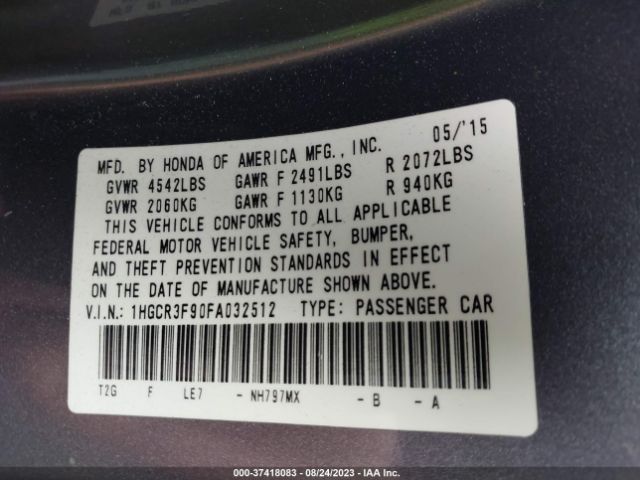 MFD. BY HONDA OF AMERICA MFG., INC. 05/'15
GVWR 4542LBS GAWR F 2491LBS R 2072LBS
GVWR 2060KG GAWR F 1130KG R 940KG
THIS VEHICLE CONFORMS TO ALL APPLICABLE
FEDERAL MOTOR VEHICLE SAFETY, BUMPER,
AND THEFT PREVENTION STANDARDS IN EFFECT
ON THE DATE OF MANUFACTURE SHOWN ABOVE.
V.I.N.: 1HGCR3F90FA032512 TYPE: PASSENGER CAR
T2G F LE7 - NH797MX - B - A
000-37418083 - 08/24/2023 - IAA Inc.